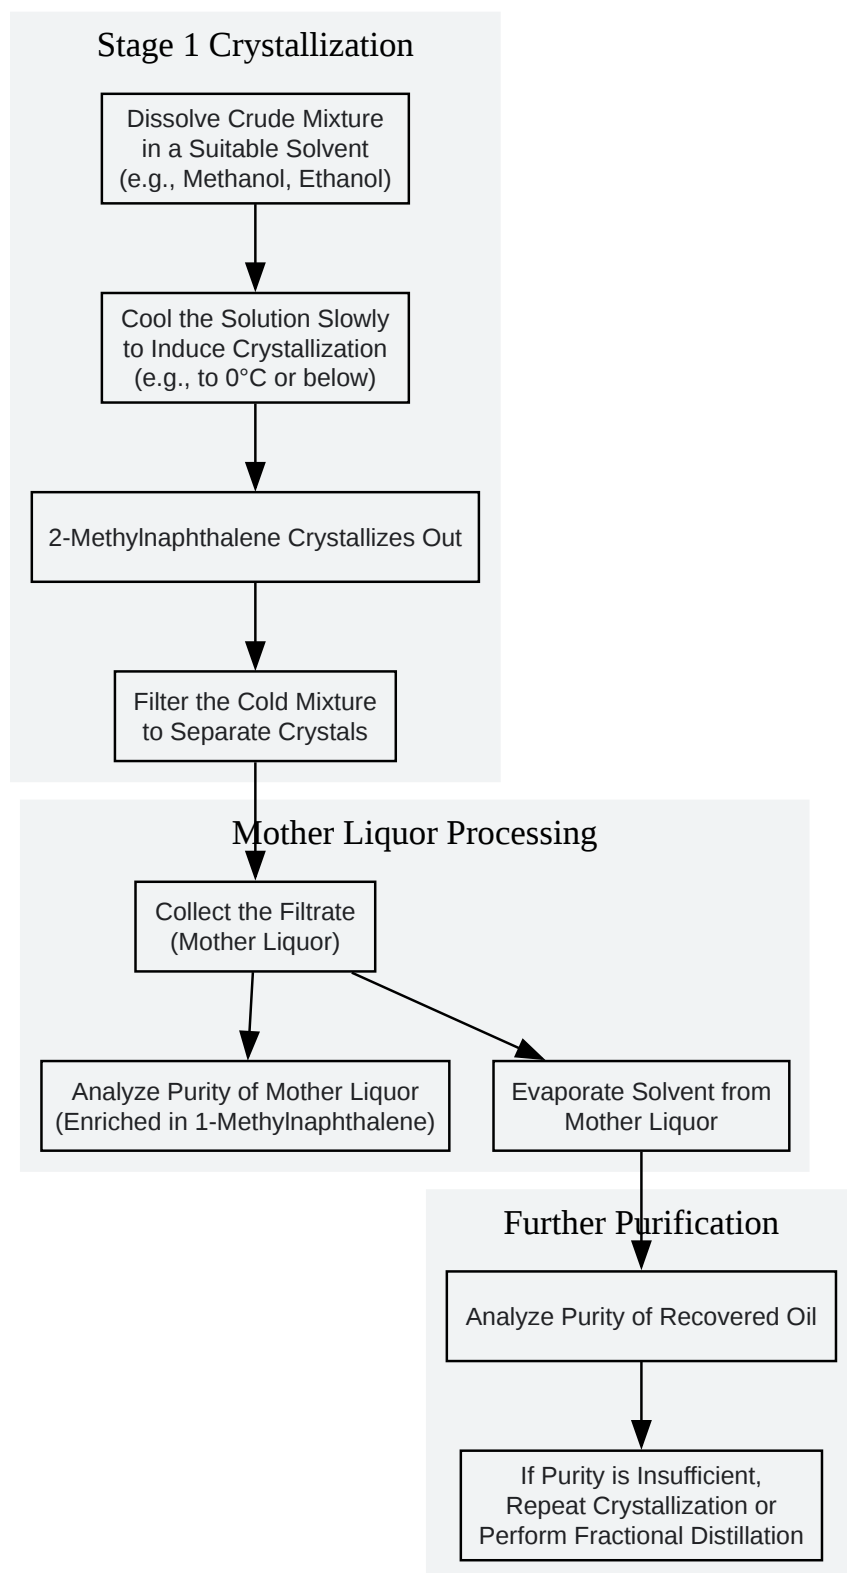 Stage 1 Crystallization
Dissolve Crude Mixture
in a Suitable Solvent
(e.g., Methanol, Ethanol)
Cool the Solution Slowly
to Induce Crystallization
(e.g., to 0°C or below)
2-Methylnaphthalene Crystallizes Out
Filter the Cold Mixture
to Separate Crystals
Mother Liquor Processing
Collect the Filtrate
(Mother Liquor)
Analyze Purity of Mother Liquor
(Enriched in 1-Methylnaphthalene)
Evaporate Solvent from
Mother Liquor
Further Purification
Analyze Purity of Recovered Oil
If Purity is Insufficient,
Repeat Crystallization or
Perform Fractional Distillation